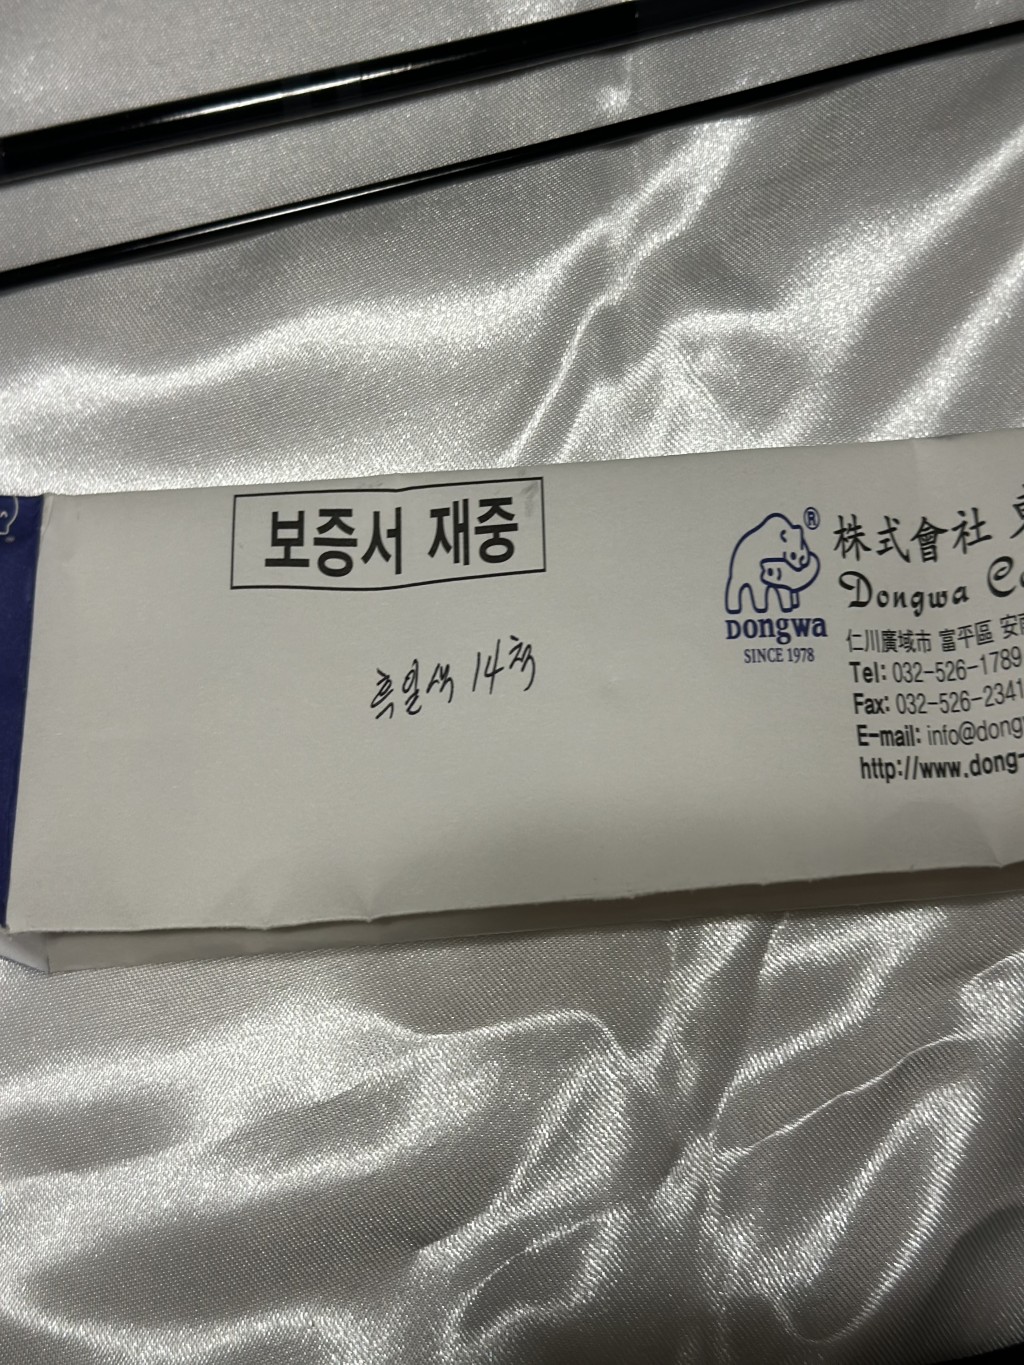 보증서 재중
흑일색 14척
®
Dongwa
SINCE 1978
株式會社
Dongwa
仁川廣域市 富平區
Tel: 032-526-1789
Fax: 032-526-2341
E-mail: info@dong
http://www.dong-